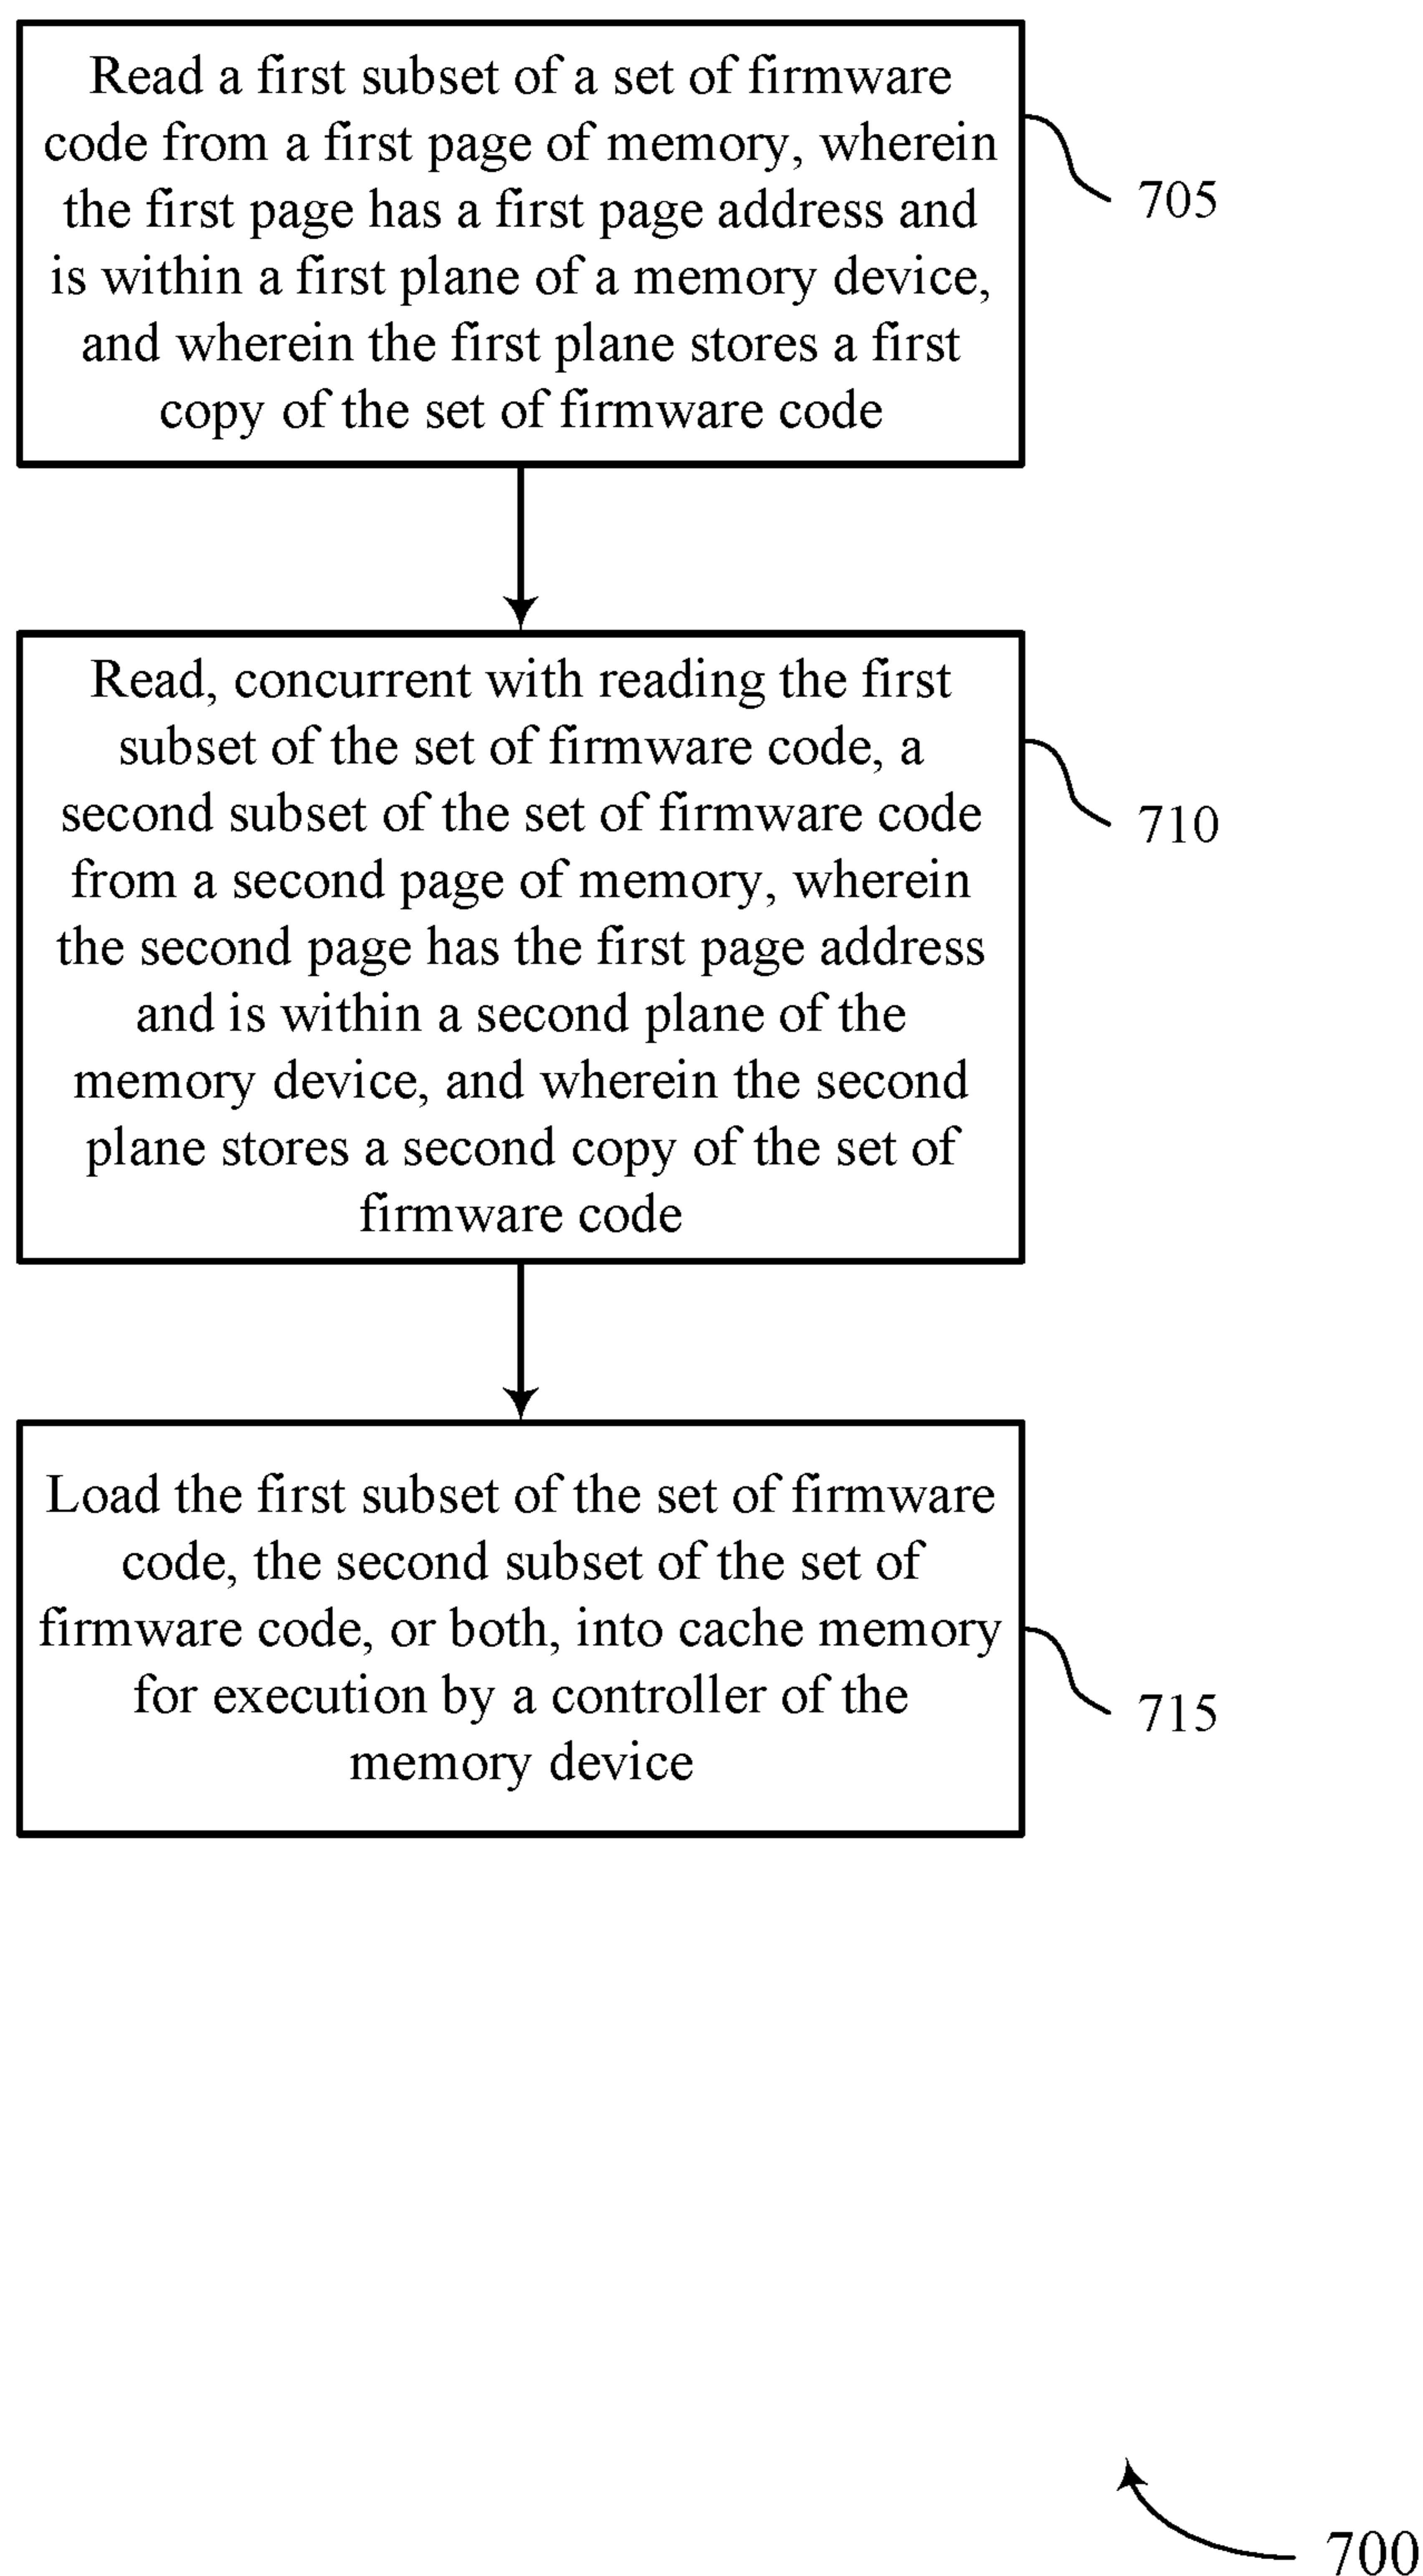 Read a first subset of a set of firmware
code from a first page of memory, wherein
the first page has a first page address and
is within a first plane of a memory device,
and wherein the first plane stores a first
copy of the set of firmware code
705
Read, concurrent with reading the first
subset of the set of firmware code, a
second subset of the set of firmware code
from a second page of memory, wherein
the second page has the first page address
and is within a second plane of the
memory device, and wherein the second
plane stores a second copy of the set of
firmware code
710
Load the first subset of the set of firmware
code, the second subset of the set of
firmware code, or both, into cache memory
for execution by a controller of the
memory device
715
700